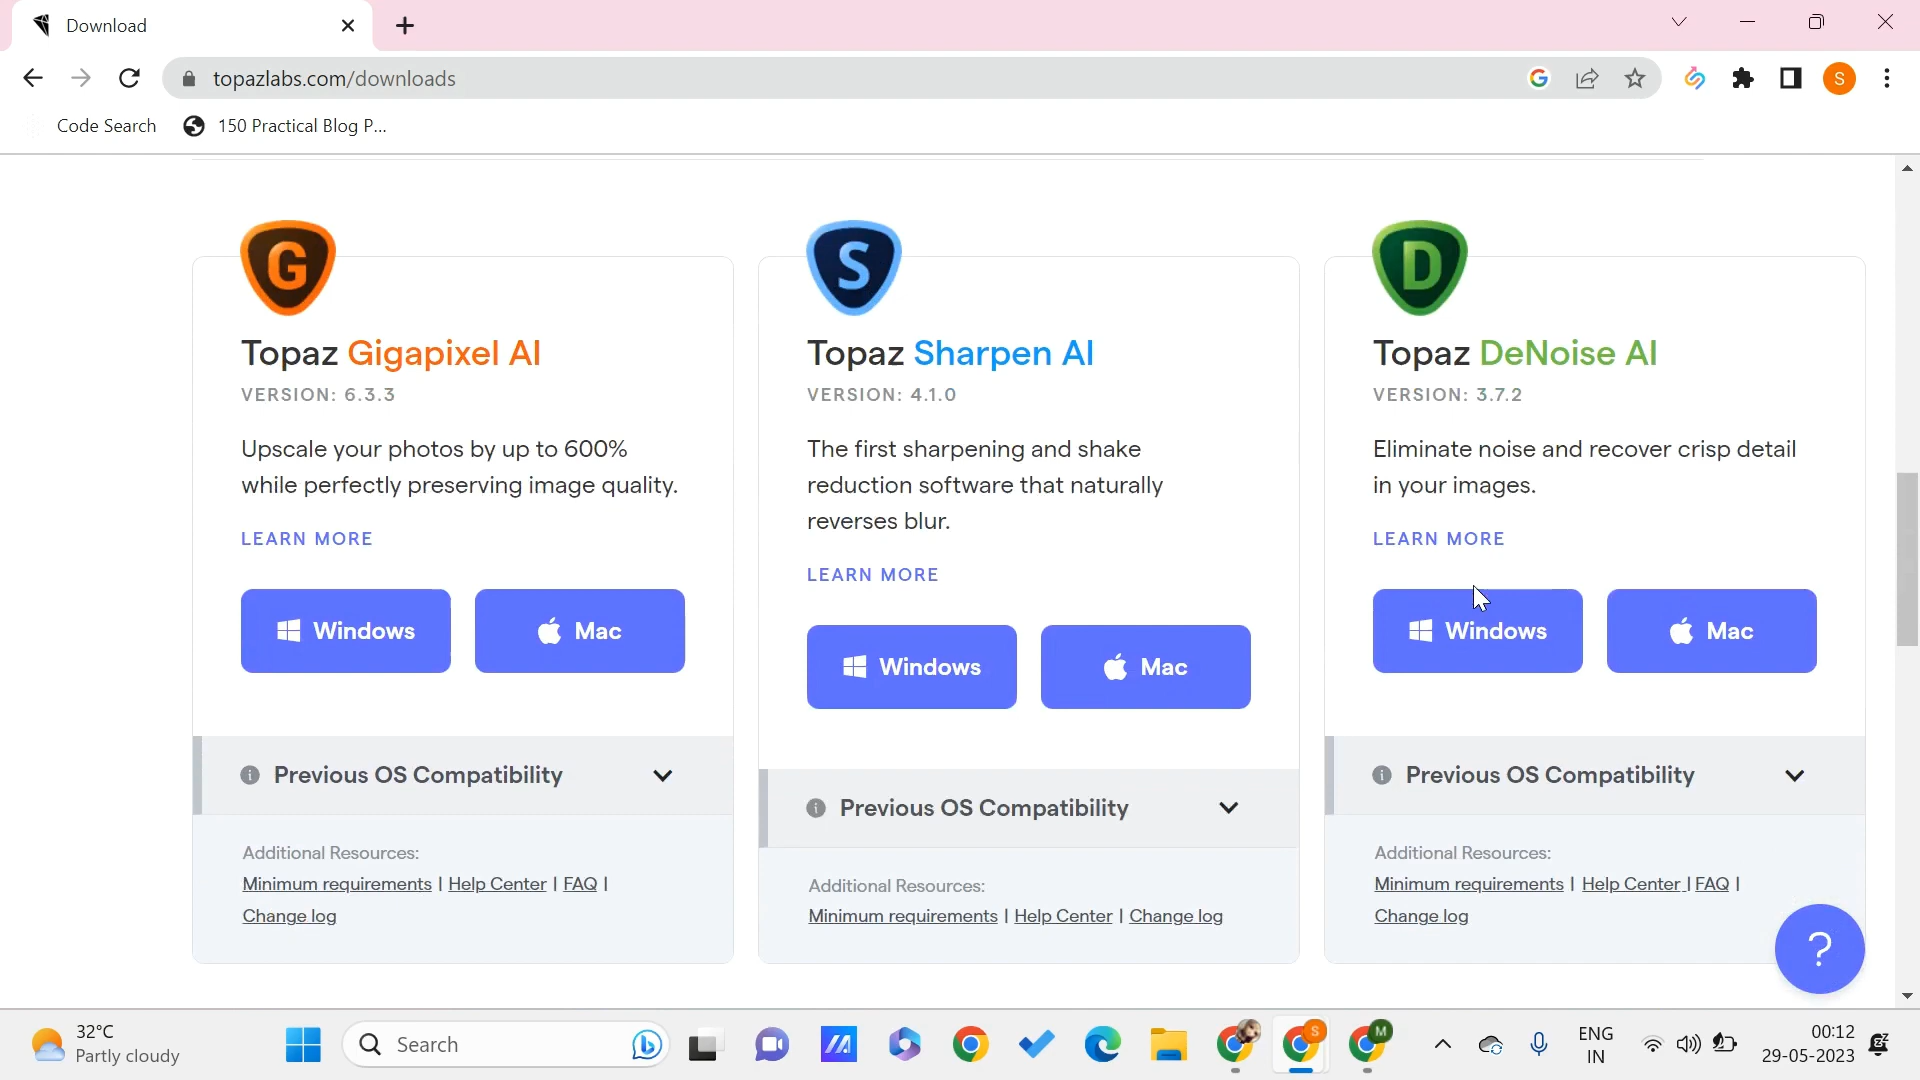 Download
topazlabs.com/downloads
S
Code Search
150 Practical Blog P...
G
Topaz Gigapixel AI
VERSION: 6.3.3
Upscale your photos by up to 600%
while perfectly preserving image quality.
LEARN MORE
Windows
Mac
Previous OS Compatibility
Additional Resources:
Minimum requirements | Help Center | FAQ |
Change log
S
Topaz Sharpen AI
VERSION: 4.1.0
The first sharpening and shake
reduction software that naturally
reverses blur.
LEARN MORE
Windows
Mac
Previous OS Compatibility
Additional Resources:
Minimum requirements | Help Center | Change log
D
Topaz DeNoise AI
VERSION: 3.7.2
Eliminate noise and recover crisp detail
in your images.
LEARN MORE
Windows
Mac
Previous OS Compatibility
Additional Resources:
Minimum requirements | Help Center | FAQ |
Change log
?
32°C
Partly cloudy
Search
S
M
ENG
IN
00:12
29-05-2023